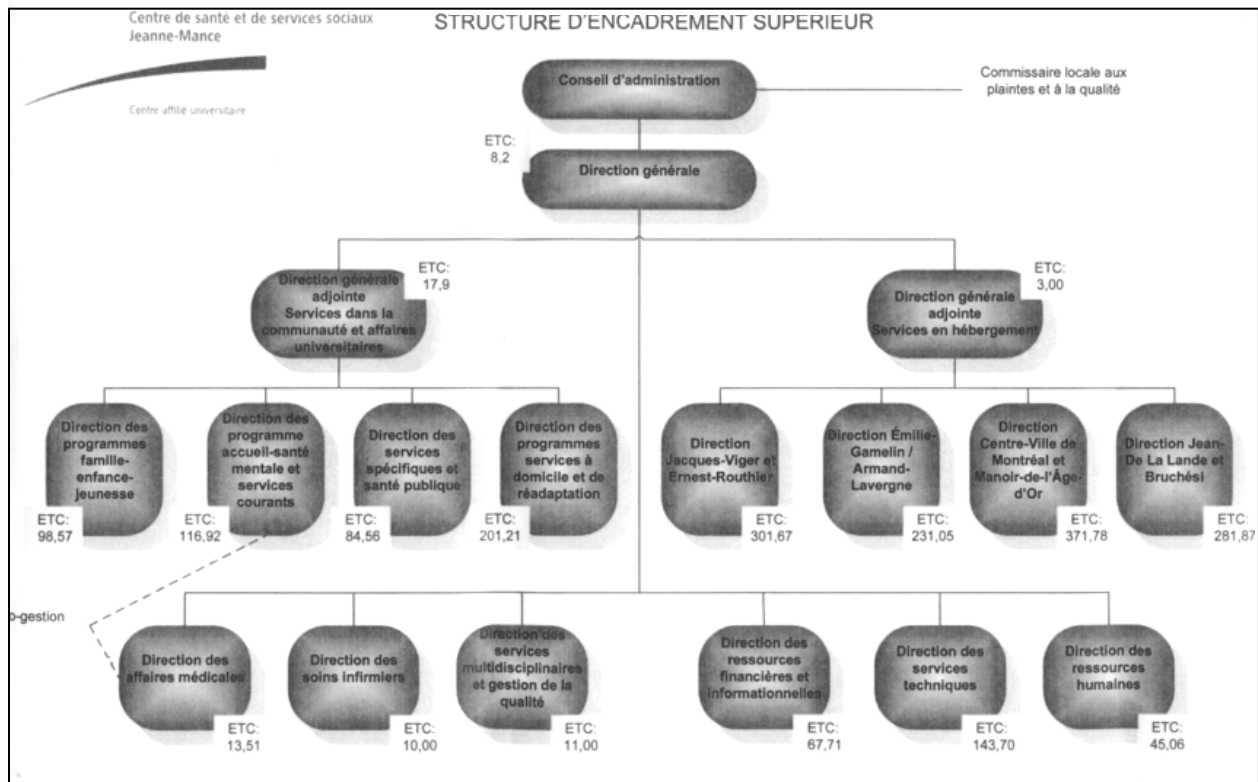 Centre de santé et de services sociaux
Jeanne-Mance
Centre affilié universitaire
STRUCTURE D'ENCADREMENT SUPERIEUR
Conseil d'administration
Commissaire locale aux
plaintes et à la qualité
ETC:
8,2
Direction générale
Direction générale
adjointe
Services dans la
communauté et affaires
universitaires
ETC:
17,9
Direction générale
adjointe
Services en hébergement
ETC:
3,00
Direction des
programmes
famille-
enfance-
jeunesse
ETC:
98,57
Direction des
programme
accueil-santé
mentale et
services
courants
ETC:
116,92
Direction des
services
spécifiques et
santé publique
ETC:
84,56
Direction des
programmes
services à
domicile et de
réadaptation
ETC:
201,21
Direction
Jacques-Viger et
Ernest-Routhier
ETC:
301,67
Direction Émilie-
Gamelin /
Armand-
Lavergne
ETC:
231,05
Direction
Centre-Ville de
Montréal et
Manoir-de-l'Âge-
d'Or
ETC:
371,78
Direction Jean-
De La Lande et
Bruchési
ETC:
281,87
o-gestion
Direction des
affaires médicales
ETC:
13,51
Direction des
soins infirmiers
ETC:
10,00
Direction des
services
multidisciplinaires
et gestion de la
qualité
ETC:
11,00
Direction des
ressources
financières et
informationnelles
ETC:
67,71
Direction des
services
techniques
ETC:
143,70
Direction des
ressources
humaines
ETC:
45,06